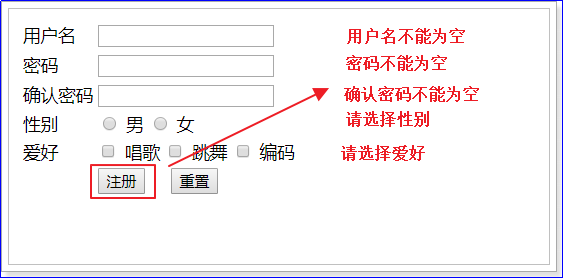 用户名 用户名不能为空
密码 密码不能为空
确认密码 确认密码不能为空
性别 男 女 请选择性别
爱好 唱歌 跳舞 编码 请选择爱好
注册 重置